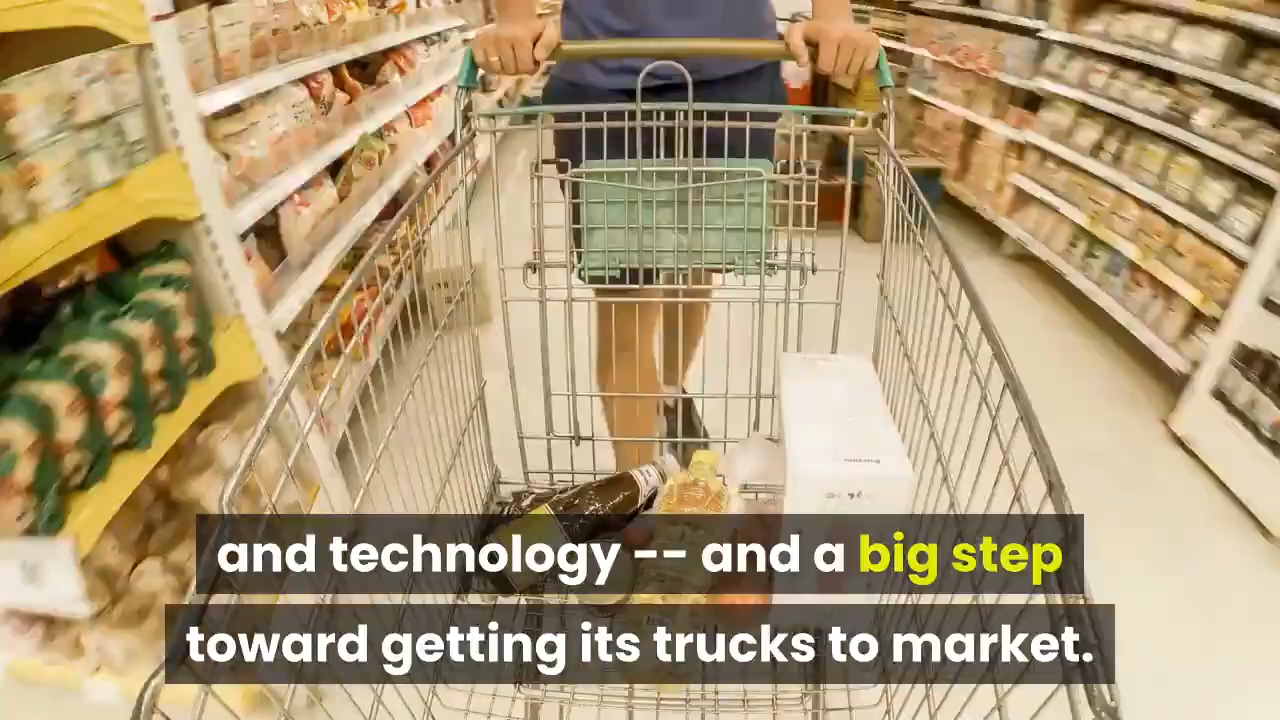 and technology -- and a big step
toward getting its trucks to market.